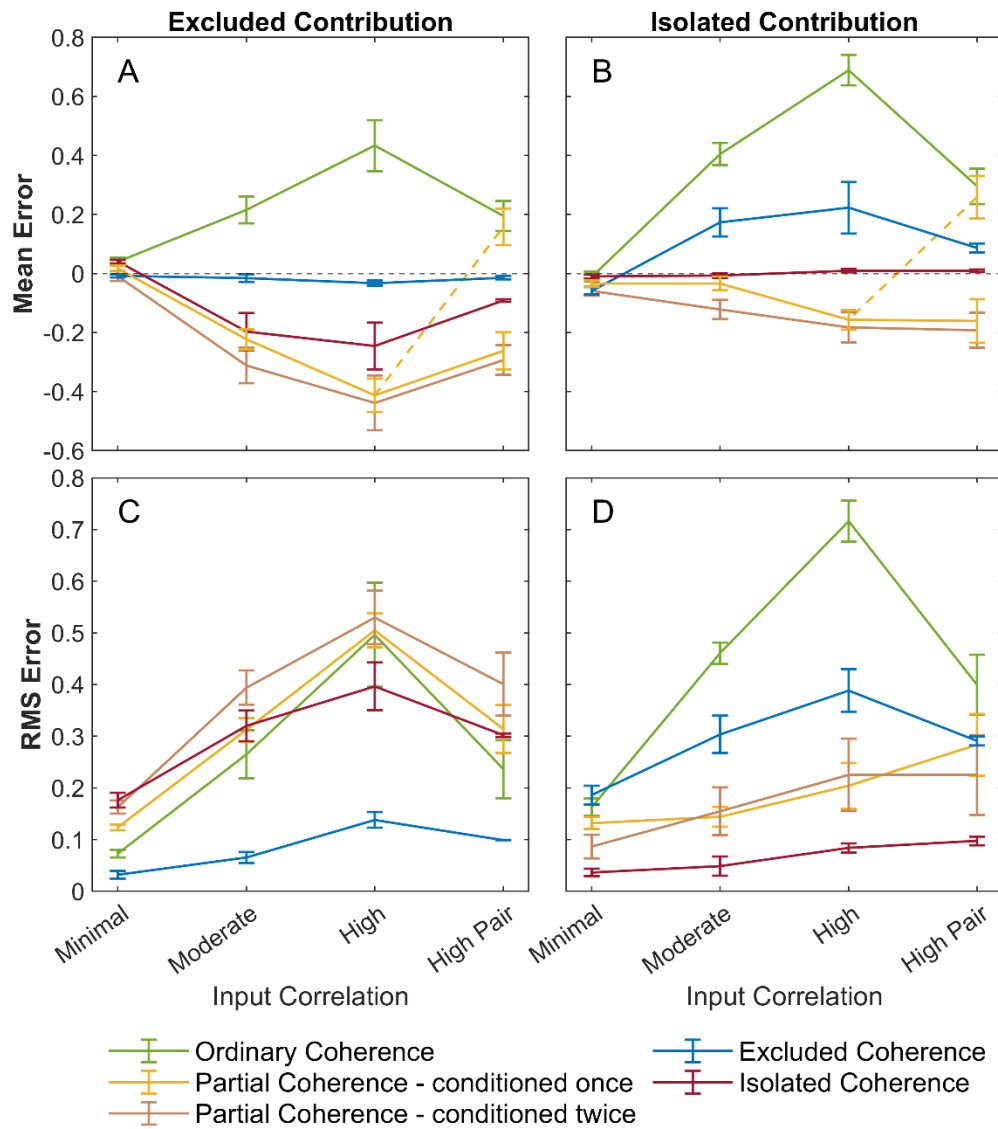 Excluded Contribution
Isolated Contribution
A
B
Mean Error
0.8
0.6
0.4
0.2
0
-0.2
-0.4
-0.6
C
D
RMS Error
0.8
0.7
0.6
0.5
0.4
0.3
0.2
0.1
0
Minimal
Moderate
High
High Pair
Minimal
Moderate
High
High Pair
Input Correlation
Input Correlation
Ordinary Coherence
Partial Coherence - conditioned once
Partial Coherence - conditioned twice
Excluded Coherence
Isolated Coherence